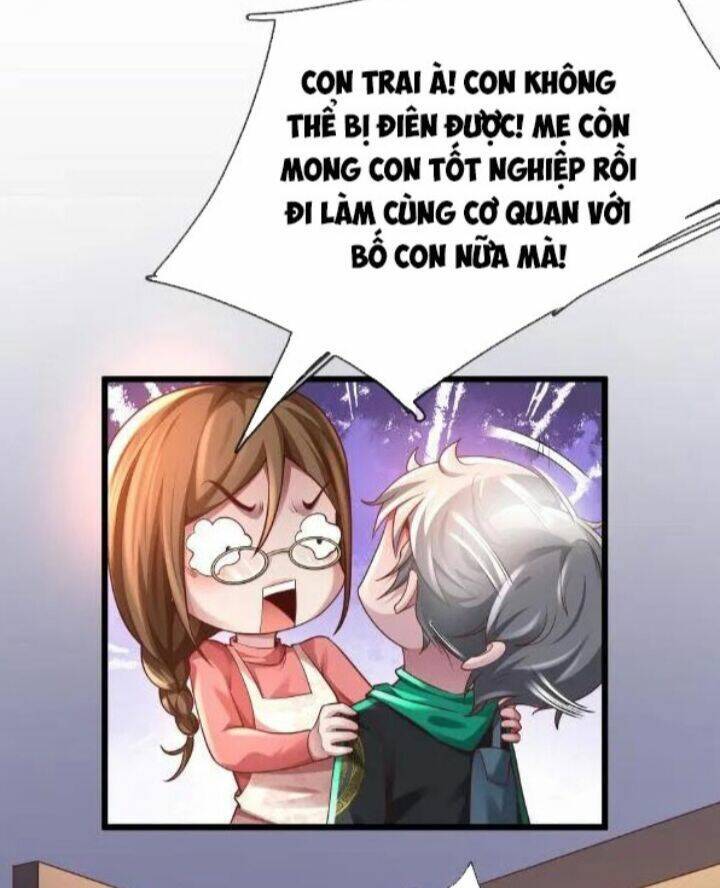 CON TRAI À! CON KHÔNG
THỂ BỊ ĐIÊN ĐƯỢC! MẸ CÒN
MONG CON TỐT NGHIỆP RỒI
ĐI LÀM CÙNG CƠ QUAN VỚI
BỐ CON NỮA MÀ!